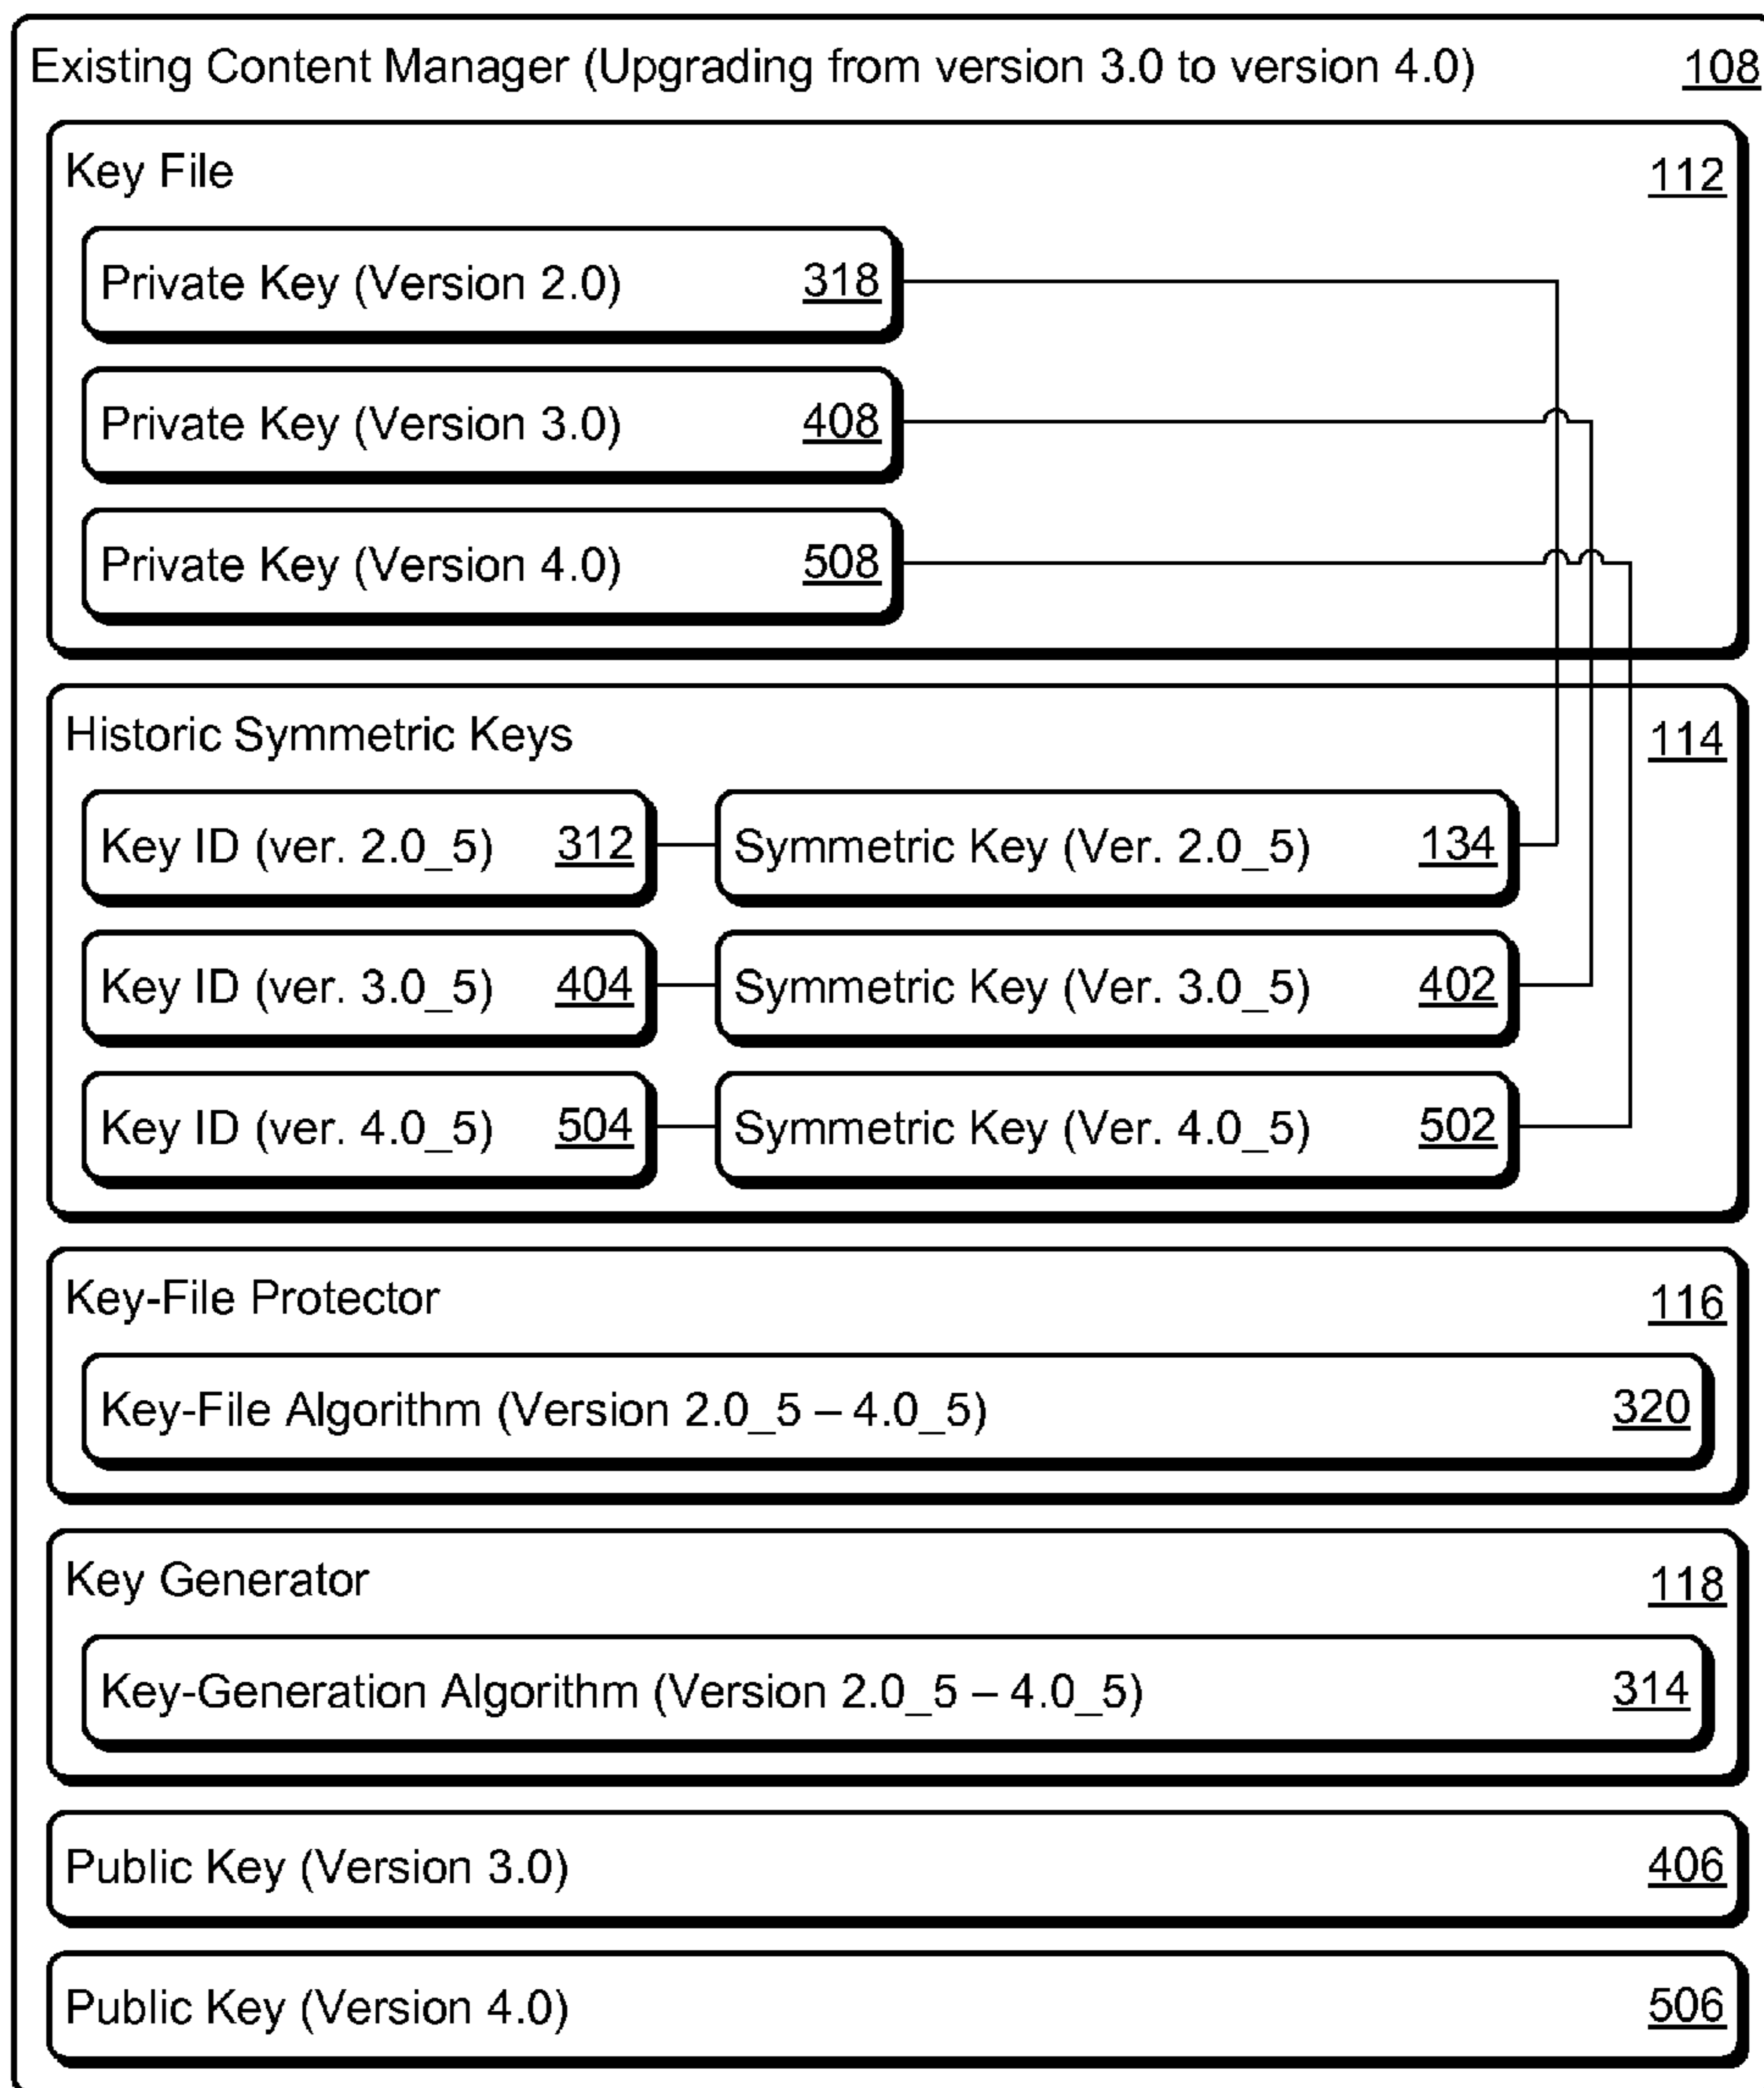 Existing Content Manager (Upgrading from version 3.0 to version 4.0) 108
Key File 112
Private Key (Version 2.0) 318
Private Key (Version 3.0) 408
Private Key (Version 4.0) 508
Historic Symmetric Keys 114
Key ID (ver. 2.0_5) 312 Symmetric Key (Ver. 2.0_5) 134
Key ID (ver. 3.0_5) 404 Symmetric Key (Ver. 3.0_5) 402
Key ID (ver. 4.0_5) 504 Symmetric Key (Ver. 4.0_5) 502
Key-File Protector 116
Key-File Algorithm (Version 2.0_5 – 4.0_5) 320
Key Generator 118
Key-Generation Algorithm (Version 2.0_5 – 4.0_5) 314
Public Key (Version 3.0) 406
Public Key (Version 4.0) 506